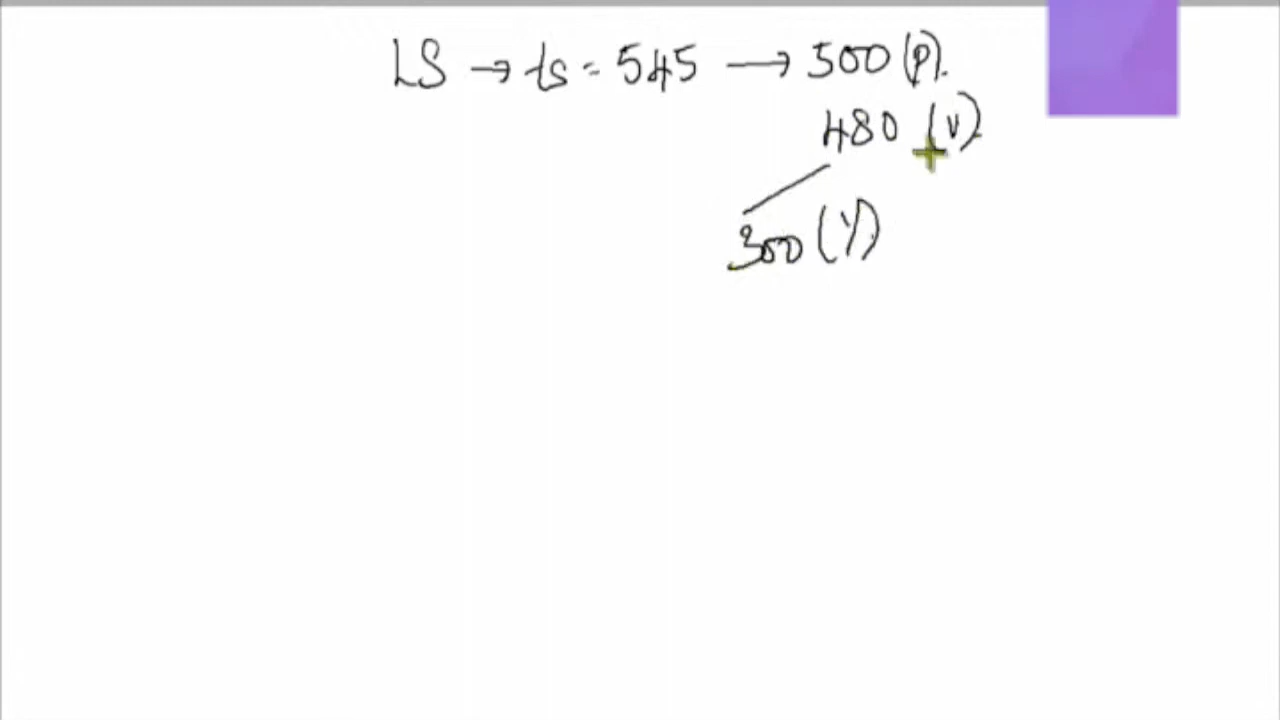 LS → ts = 545 → 500 (P).
480 (V).
300 (Y)